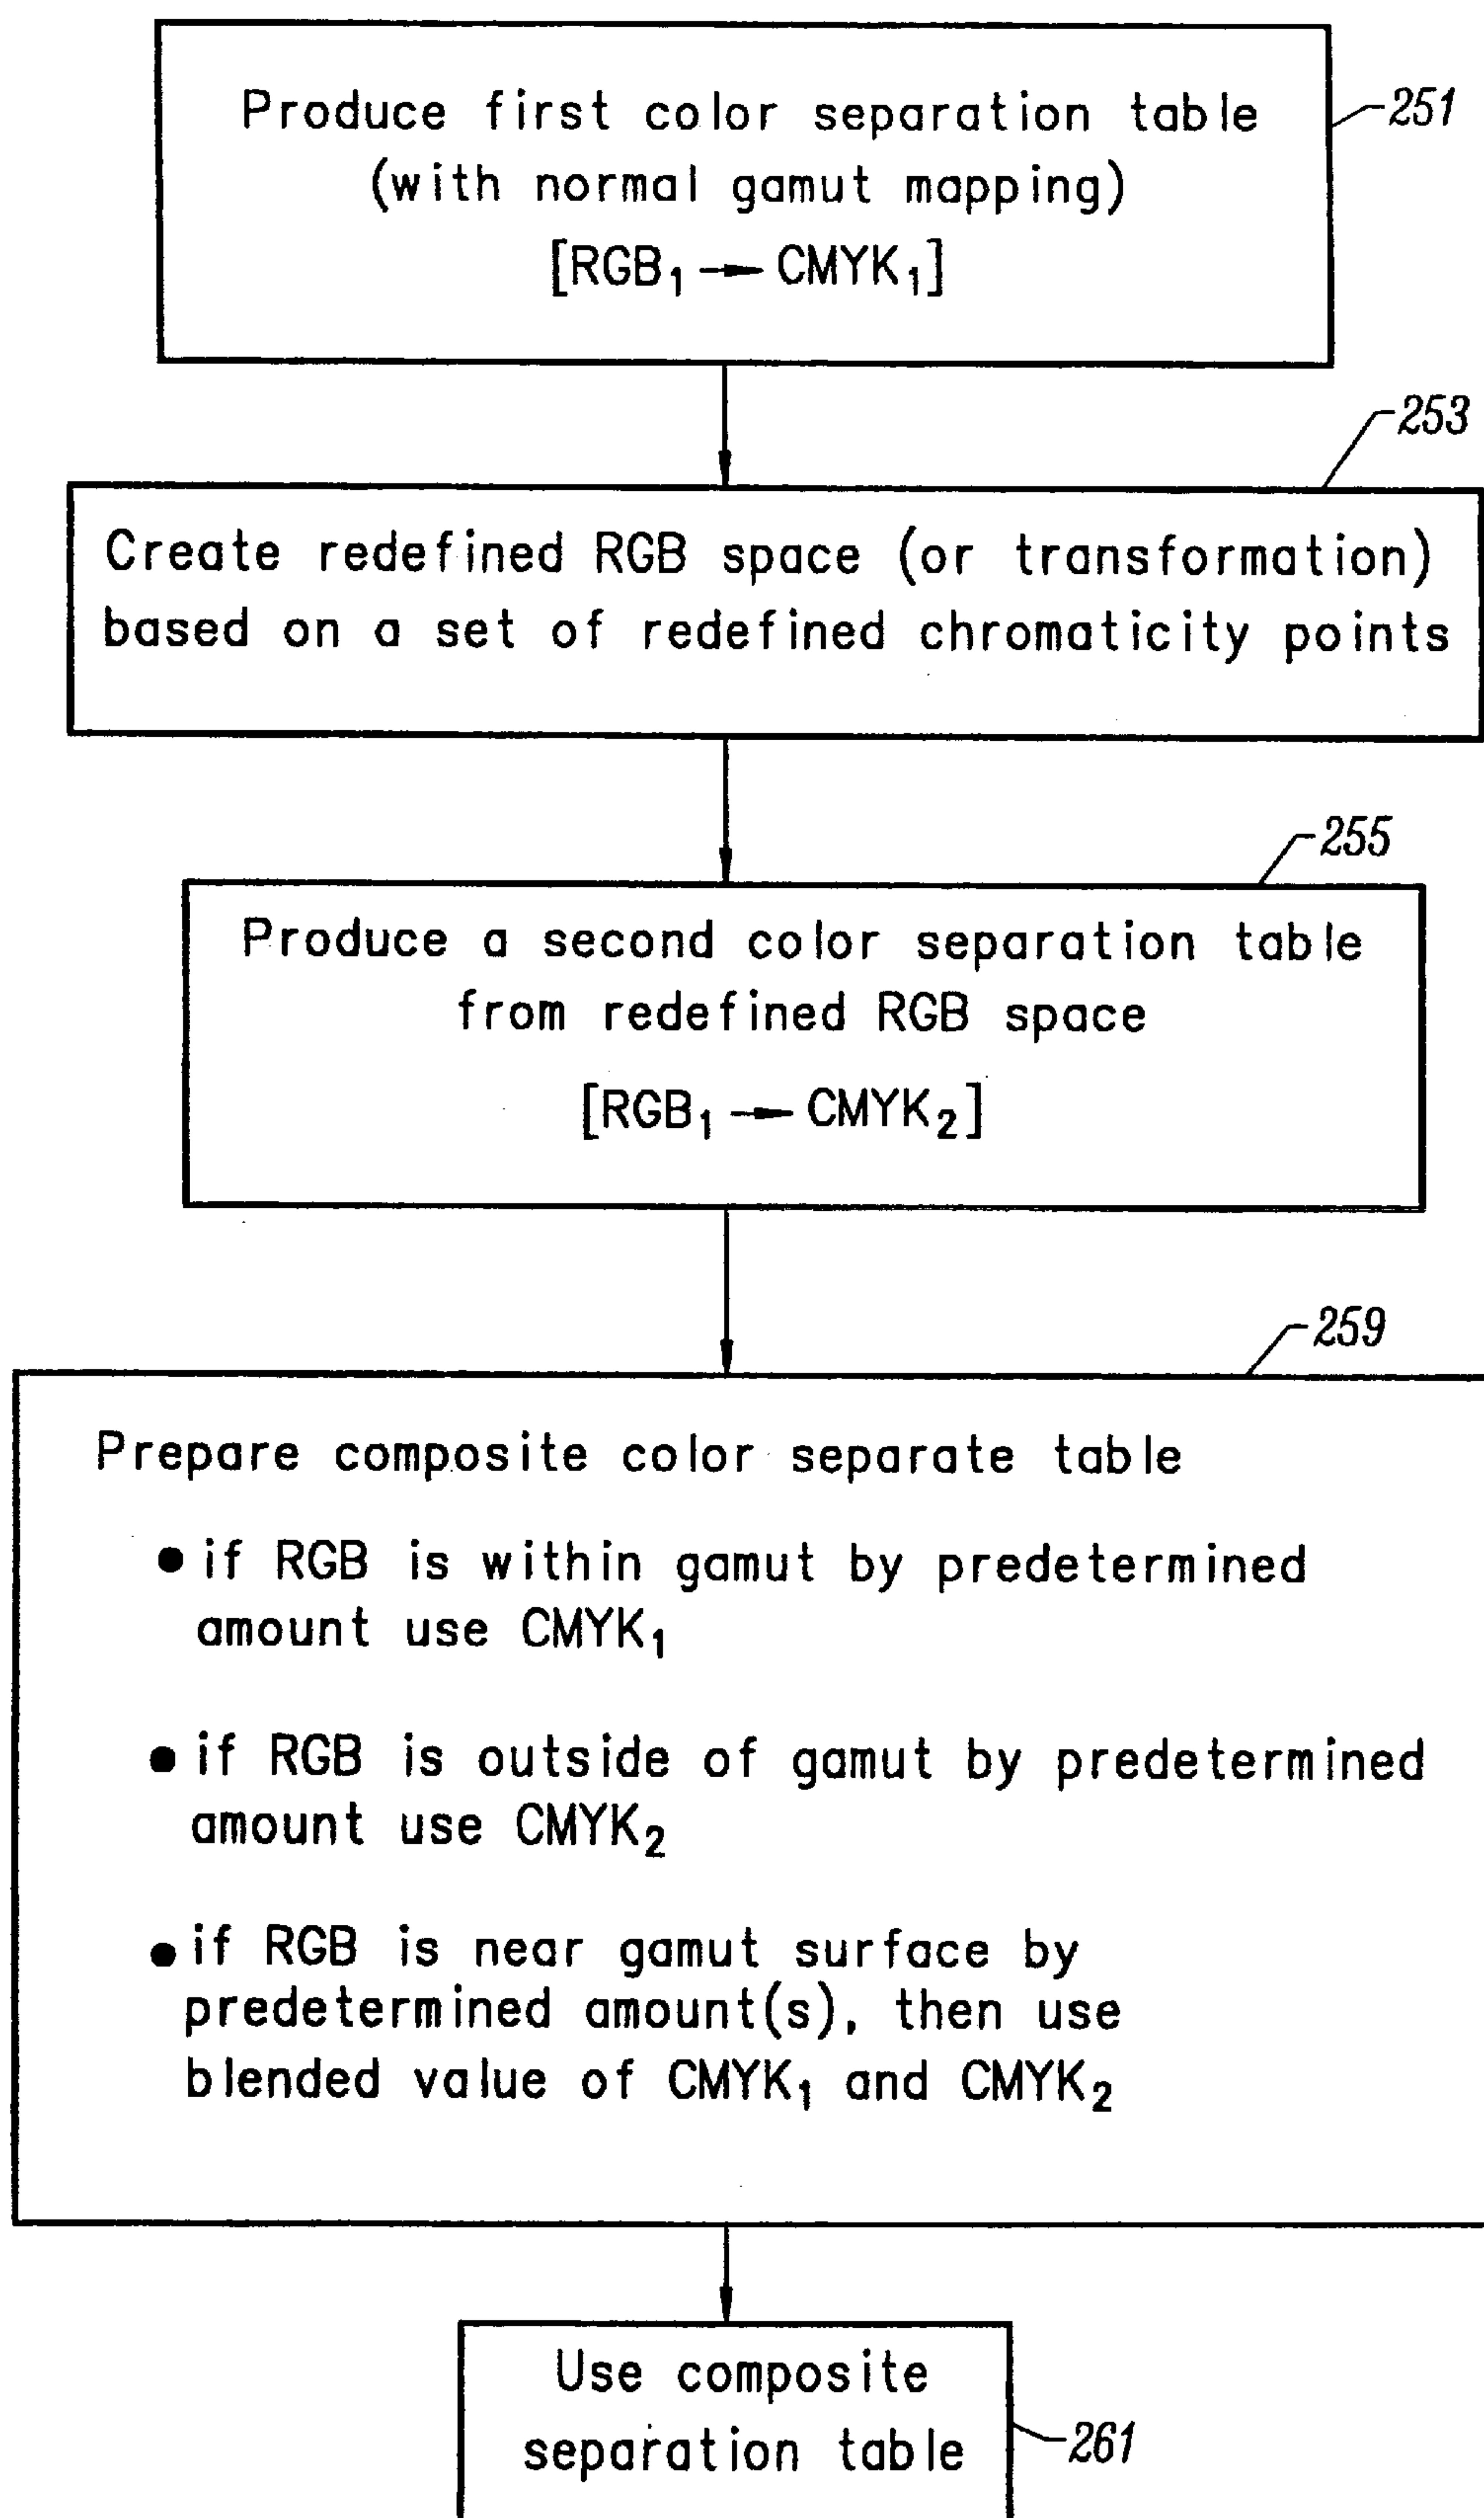 Produce first color separation table
(with normal gamut mapping)
[RGB₁ → CMYK₁]
251
253
Create redefined RGB space (or transformation)
based on a set of redefined chromaticity points
255
Produce a second color separation table
from redefined RGB space
[RGB₁ → CMYK₂]
259
Prepare composite color separate table
● if RGB is within gamut by predetermined
amount use CMYK₁
● if RGB is outside of gamut by predetermined
amount use CMYK₂
● if RGB is near gamut surface by
predetermined amount(s), then use
blended value of CMYK₁ and CMYK₂
Use composite
separation table
261